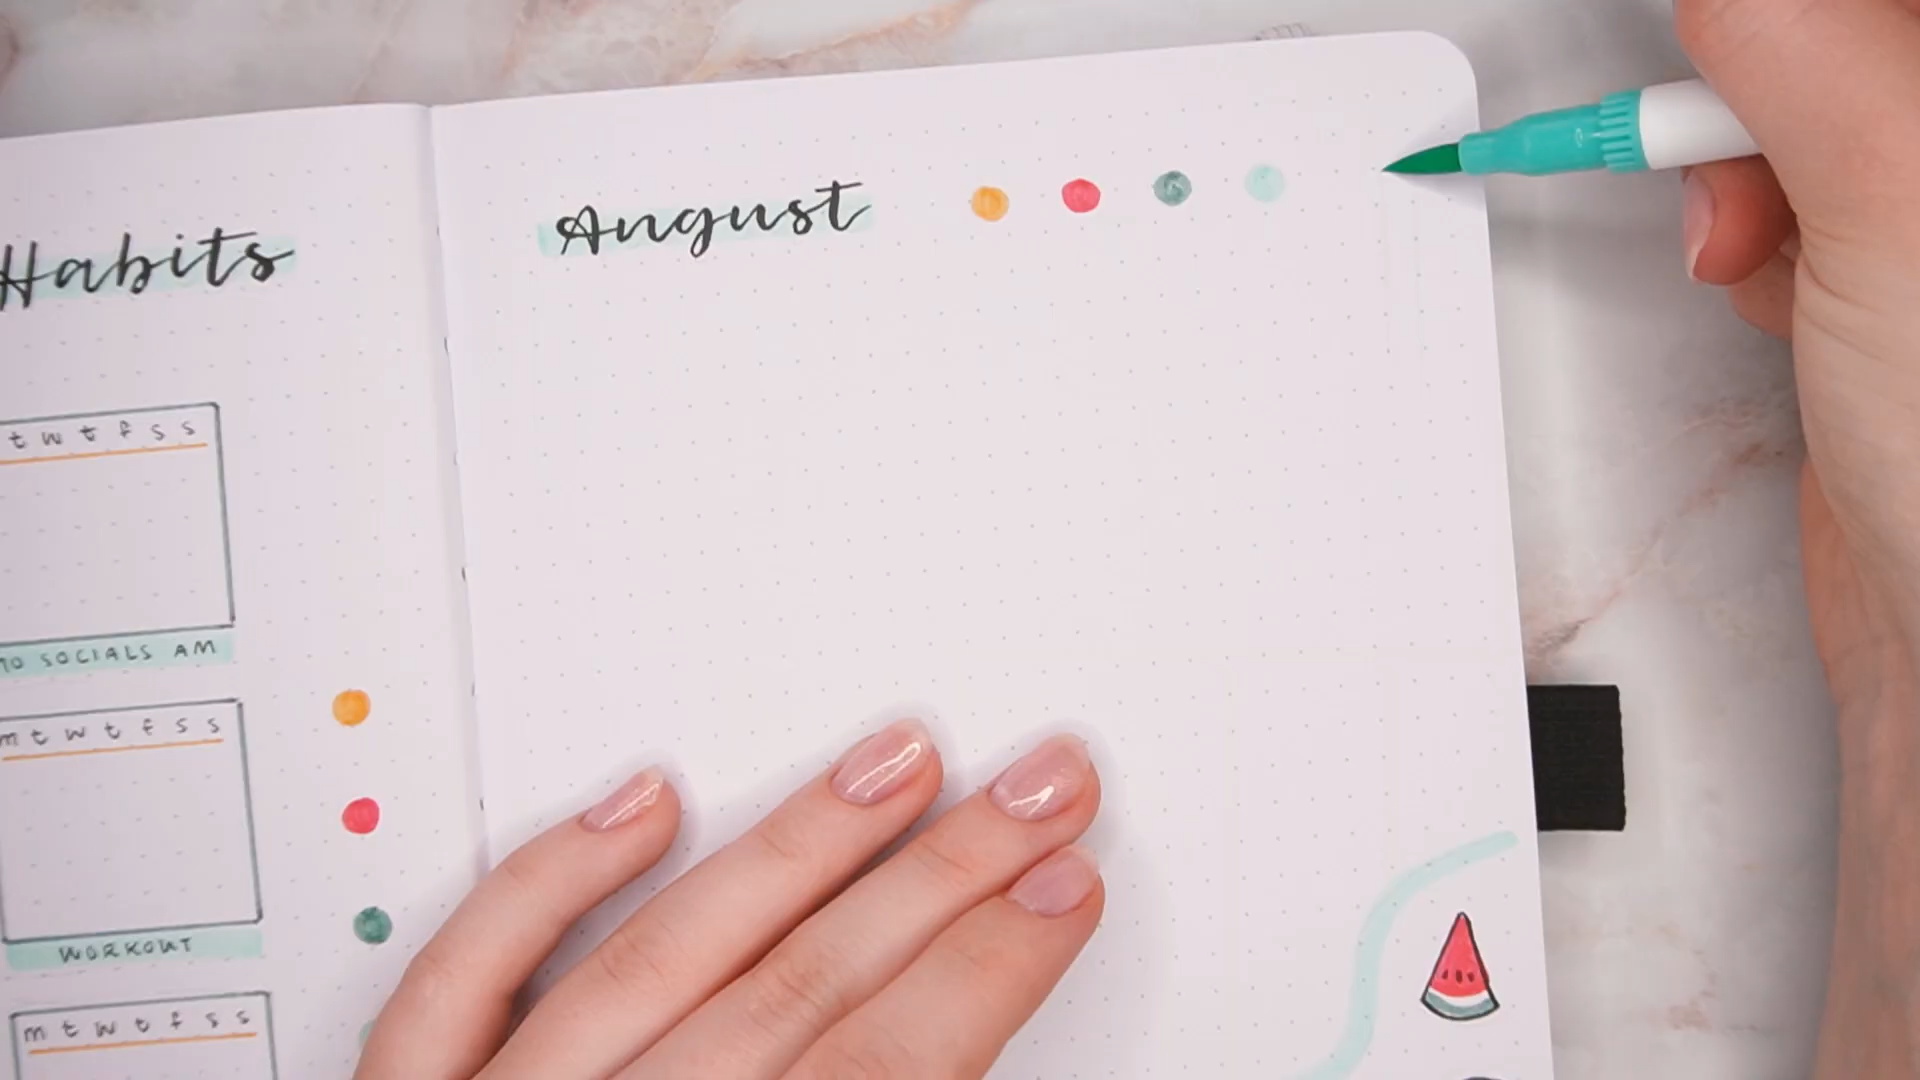 Habits
t w t f s s
TO SOCIALS AM
m t w t f s s
WORKOUT
m t w t f s s
August